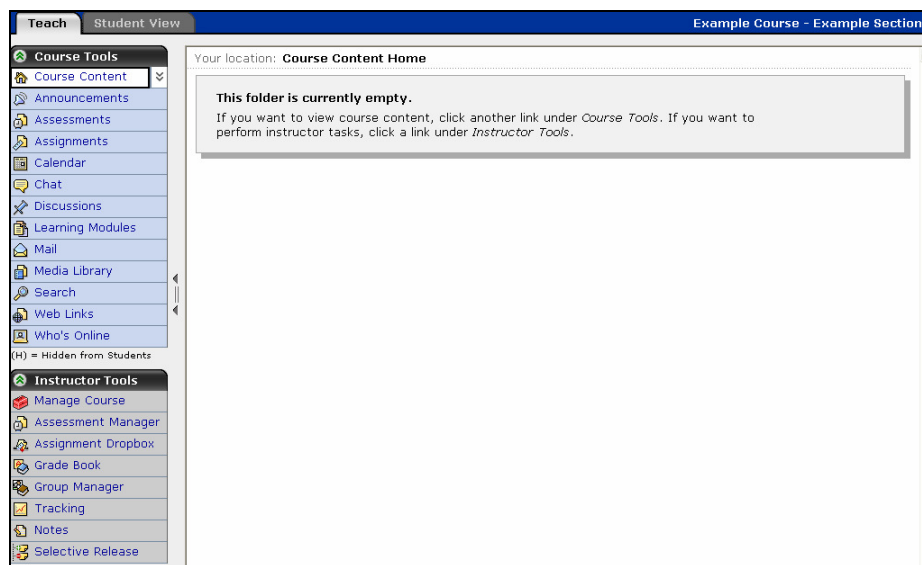 Teach
Student View
Example Course - Example Section
Course Tools
Course Content
Announcements
Assessments
Assignments
Calendar
Chat
Discussions
Learning Modules
Mail
Media Library
Search
Web Links
Who's Online
(H) = Hidden from Students
Instructor Tools
Manage Course
Assessment Manager
Assignment Dropbox
Grade Book
Group Manager
Tracking
Notes
Selective Release
Your location: Course Content Home
This folder is currently empty.
If you want to view course content, click another link under Course Tools. If you want to
perform instructor tasks, click a link under Instructor Tools.